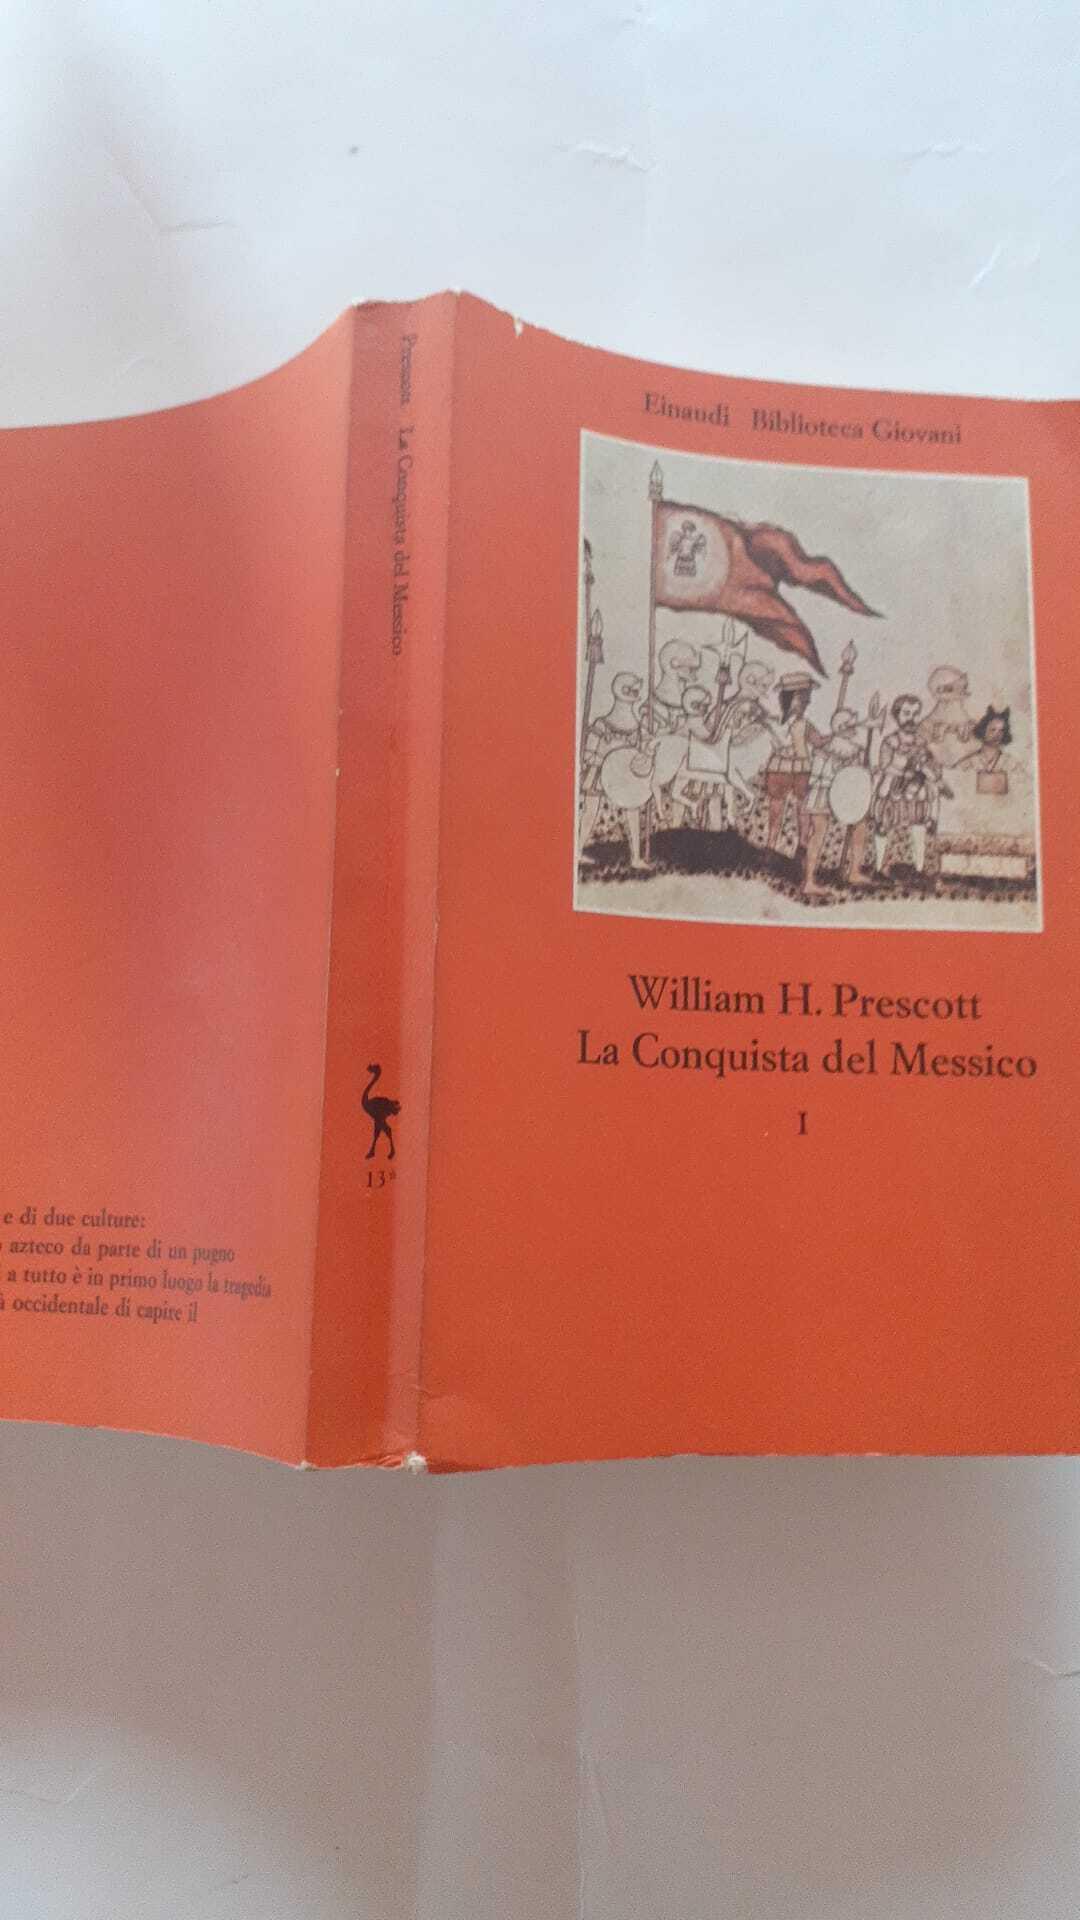 Einaudi Biblioteca Giovani
William H. Prescott
La Conquista del Messico
I
Prescott La Conquista del Messico
13*
e di due culture:
azteco da parte di un pugno
a tutto è in primo luogo la tragedia
occidentale di capire il